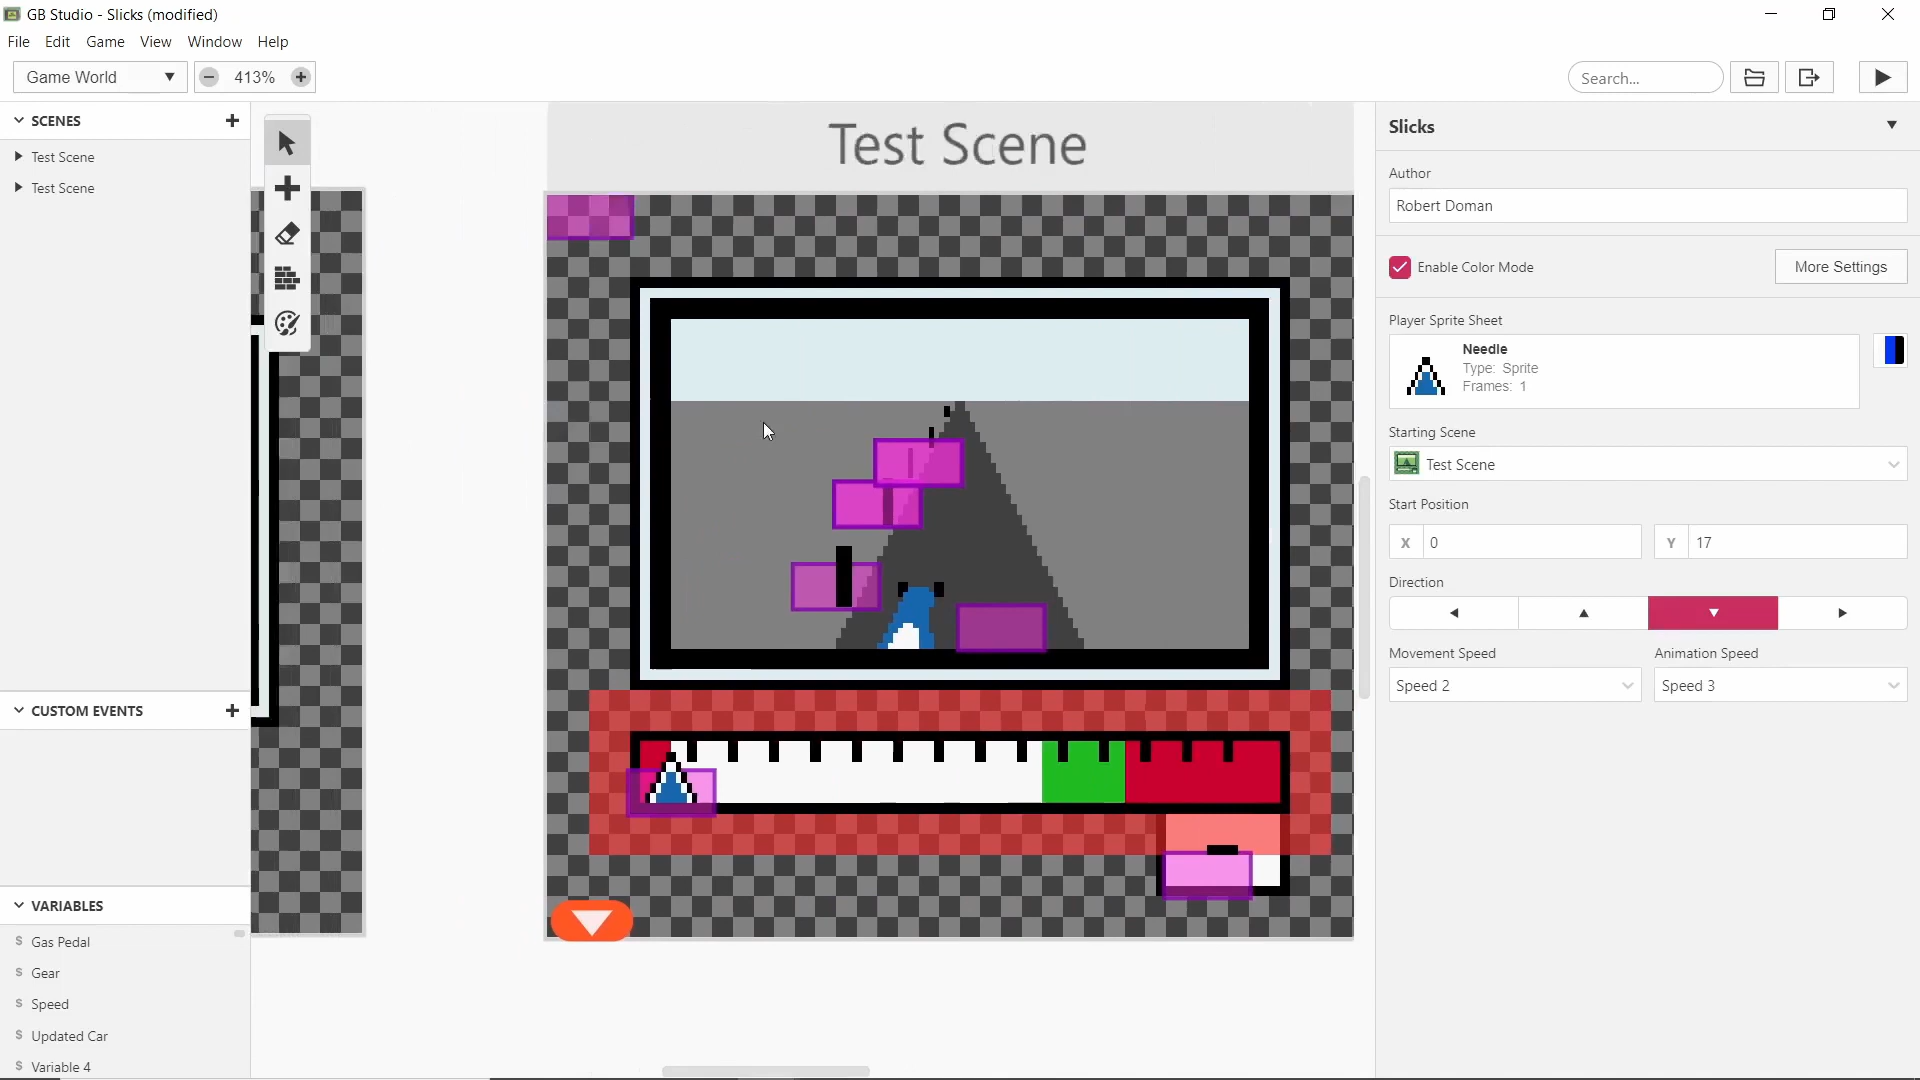 GB Studio - Slicks (modified)
File Edit Game View Window Help
Game World 413% Search...
SCENES
Test Scene
Test Scene
CUSTOM EVENTS
VARIABLES
$ Gas Pedal
$ Gear
$ Speed
$ Updated Car
$ Variable 4
Test Scene
Slicks
Author
Robert Doman
Enable Color Mode
More Settings
Player Sprite Sheet
Needle
Type: Sprite
Frames: 1
Starting Scene
Test Scene
Start Position
X 0 Y 17
Direction
Movement Speed Animation Speed
Speed 2 Speed 3